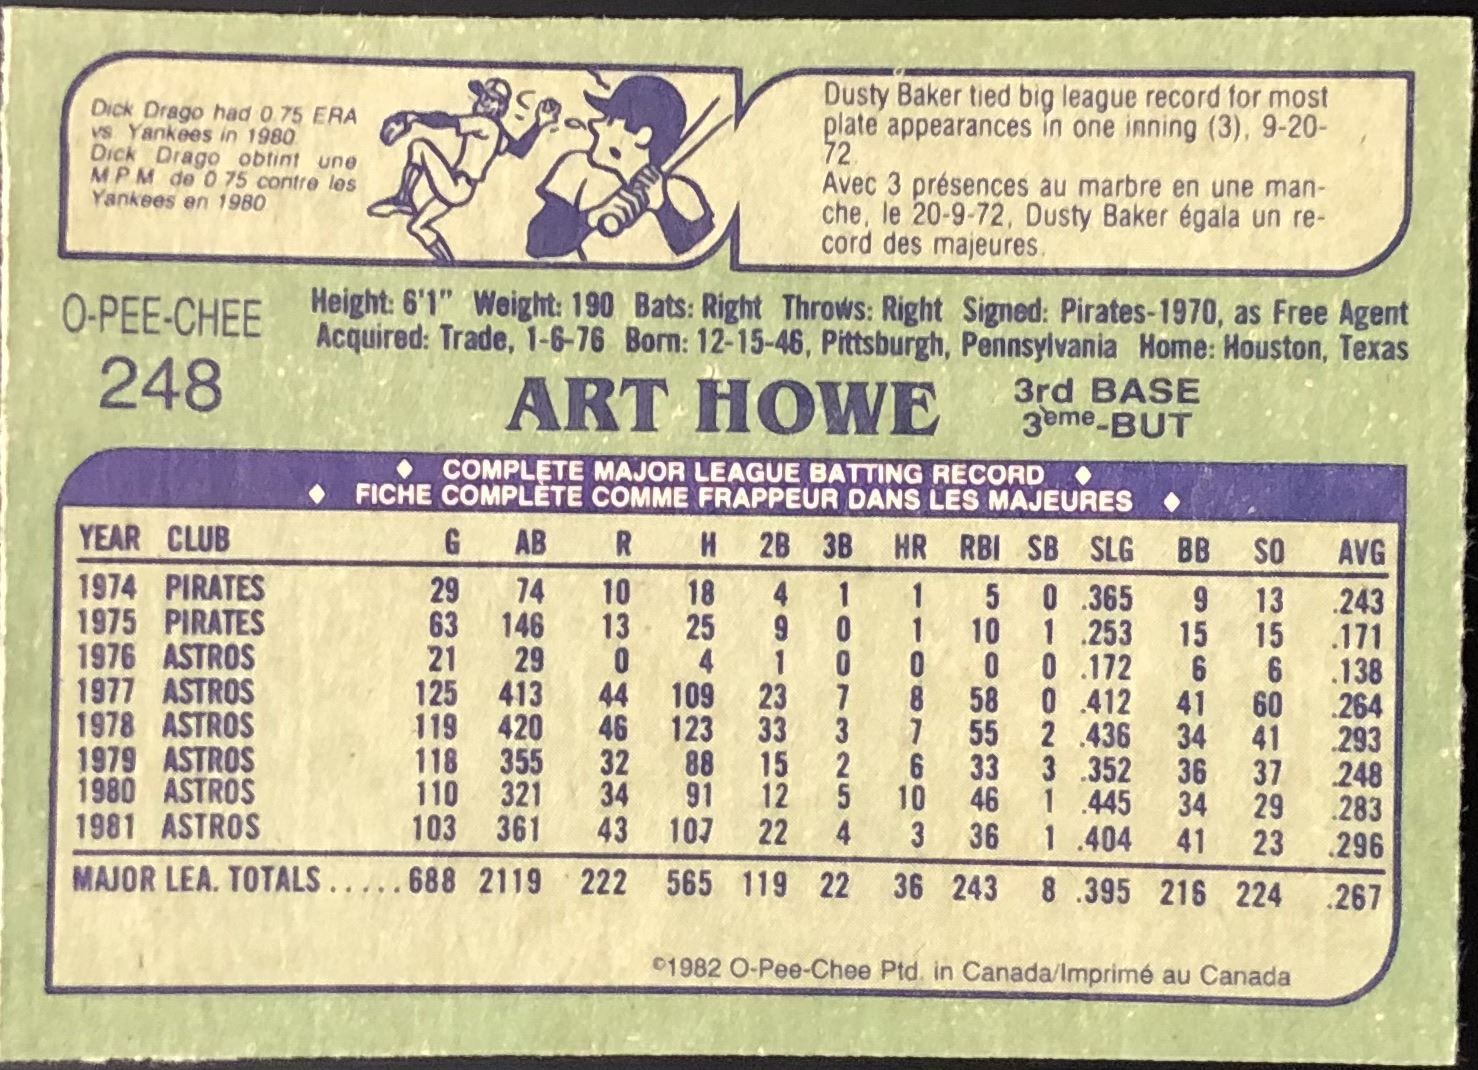 Dick Drago had 0.75 ERA
vs Yankees in 1980
Dick Drago obtint une
M P M de 0 75 contre les
Yankees en 1980
Dusty Baker tied big league record for most
plate appearances in one inning (3), 9-20-
72.
Avec 3 présences au marbre en une man-
che, le 20-9-72, Dusty Baker égala un re-
cord des majeures.
O-PEE-CHEE
248
Height: 6'1" Weight: 190 Bats: Right Throws: Right Signed: Pirates-1970, as Free Agent
Acquired: Trade, 1-6-76 Born: 12-15-46, Pittsburgh, Pennsylvania Home: Houston, Texas
ART HOWE
3rd BASE
3ème-BUT
COMPLETE MAJOR LEAGUE BATTING RECORD
FICHE COMPLÈTE COMME FRAPPEUR DANS LES MAJEURES
YEAR CLUB G AB R H 2B 3B HR RBI SB SLG BB SO AVG
1974 PIRATES 29 74 10 18 4 1 1 5 0 .365 9 13 .243
1975 PIRATES 63 146 13 25 9 0 1 10 1 .253 15 15 .171
1976 ASTROS 21 29 0 4 1 0 0 0 0 .172 6 6 .138
1977 ASTROS 125 413 44 109 23 7 8 58 0 .412 41 60 .264
1978 ASTROS 119 420 46 123 33 3 7 55 2 .436 34 41 .293
1979 ASTROS 118 355 32 88 15 2 6 33 3 .352 36 37 .248
1980 ASTROS 110 321 34 91 12 5 10 46 1 .445 34 29 .283
1981 ASTROS 103 361 43 107 22 4 3 36 1 .404 41 23 .296
MAJOR LEA. TOTALS.....688 2119 222 565 119 22 36 243 8 .395 216 224 .267
©1982 O-Pee-Chee Ptd. in Canada/Imprimé au Canada